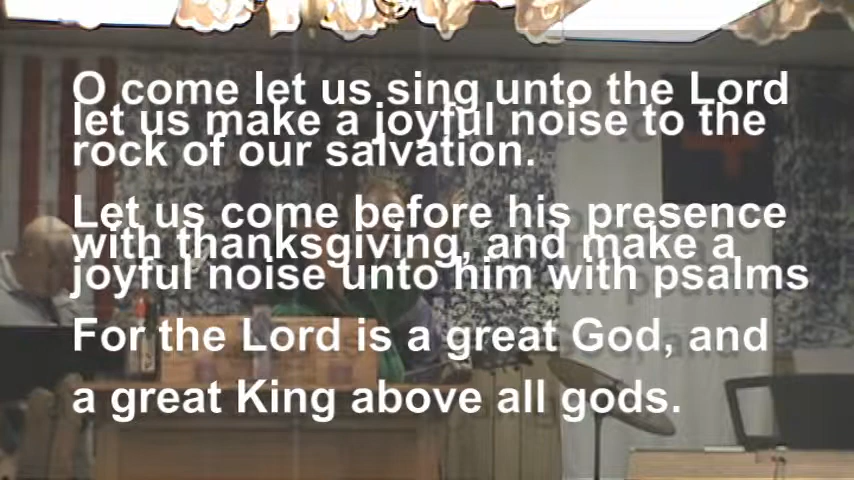 O come let us sing unto the Lord
let us make a joyful noise to the
rock of our salvation.
Let us come before his presence
with thanksgiving, and make a
joyful noise unto him with psalms
For the Lord is a great God, and
a great King above all gods.